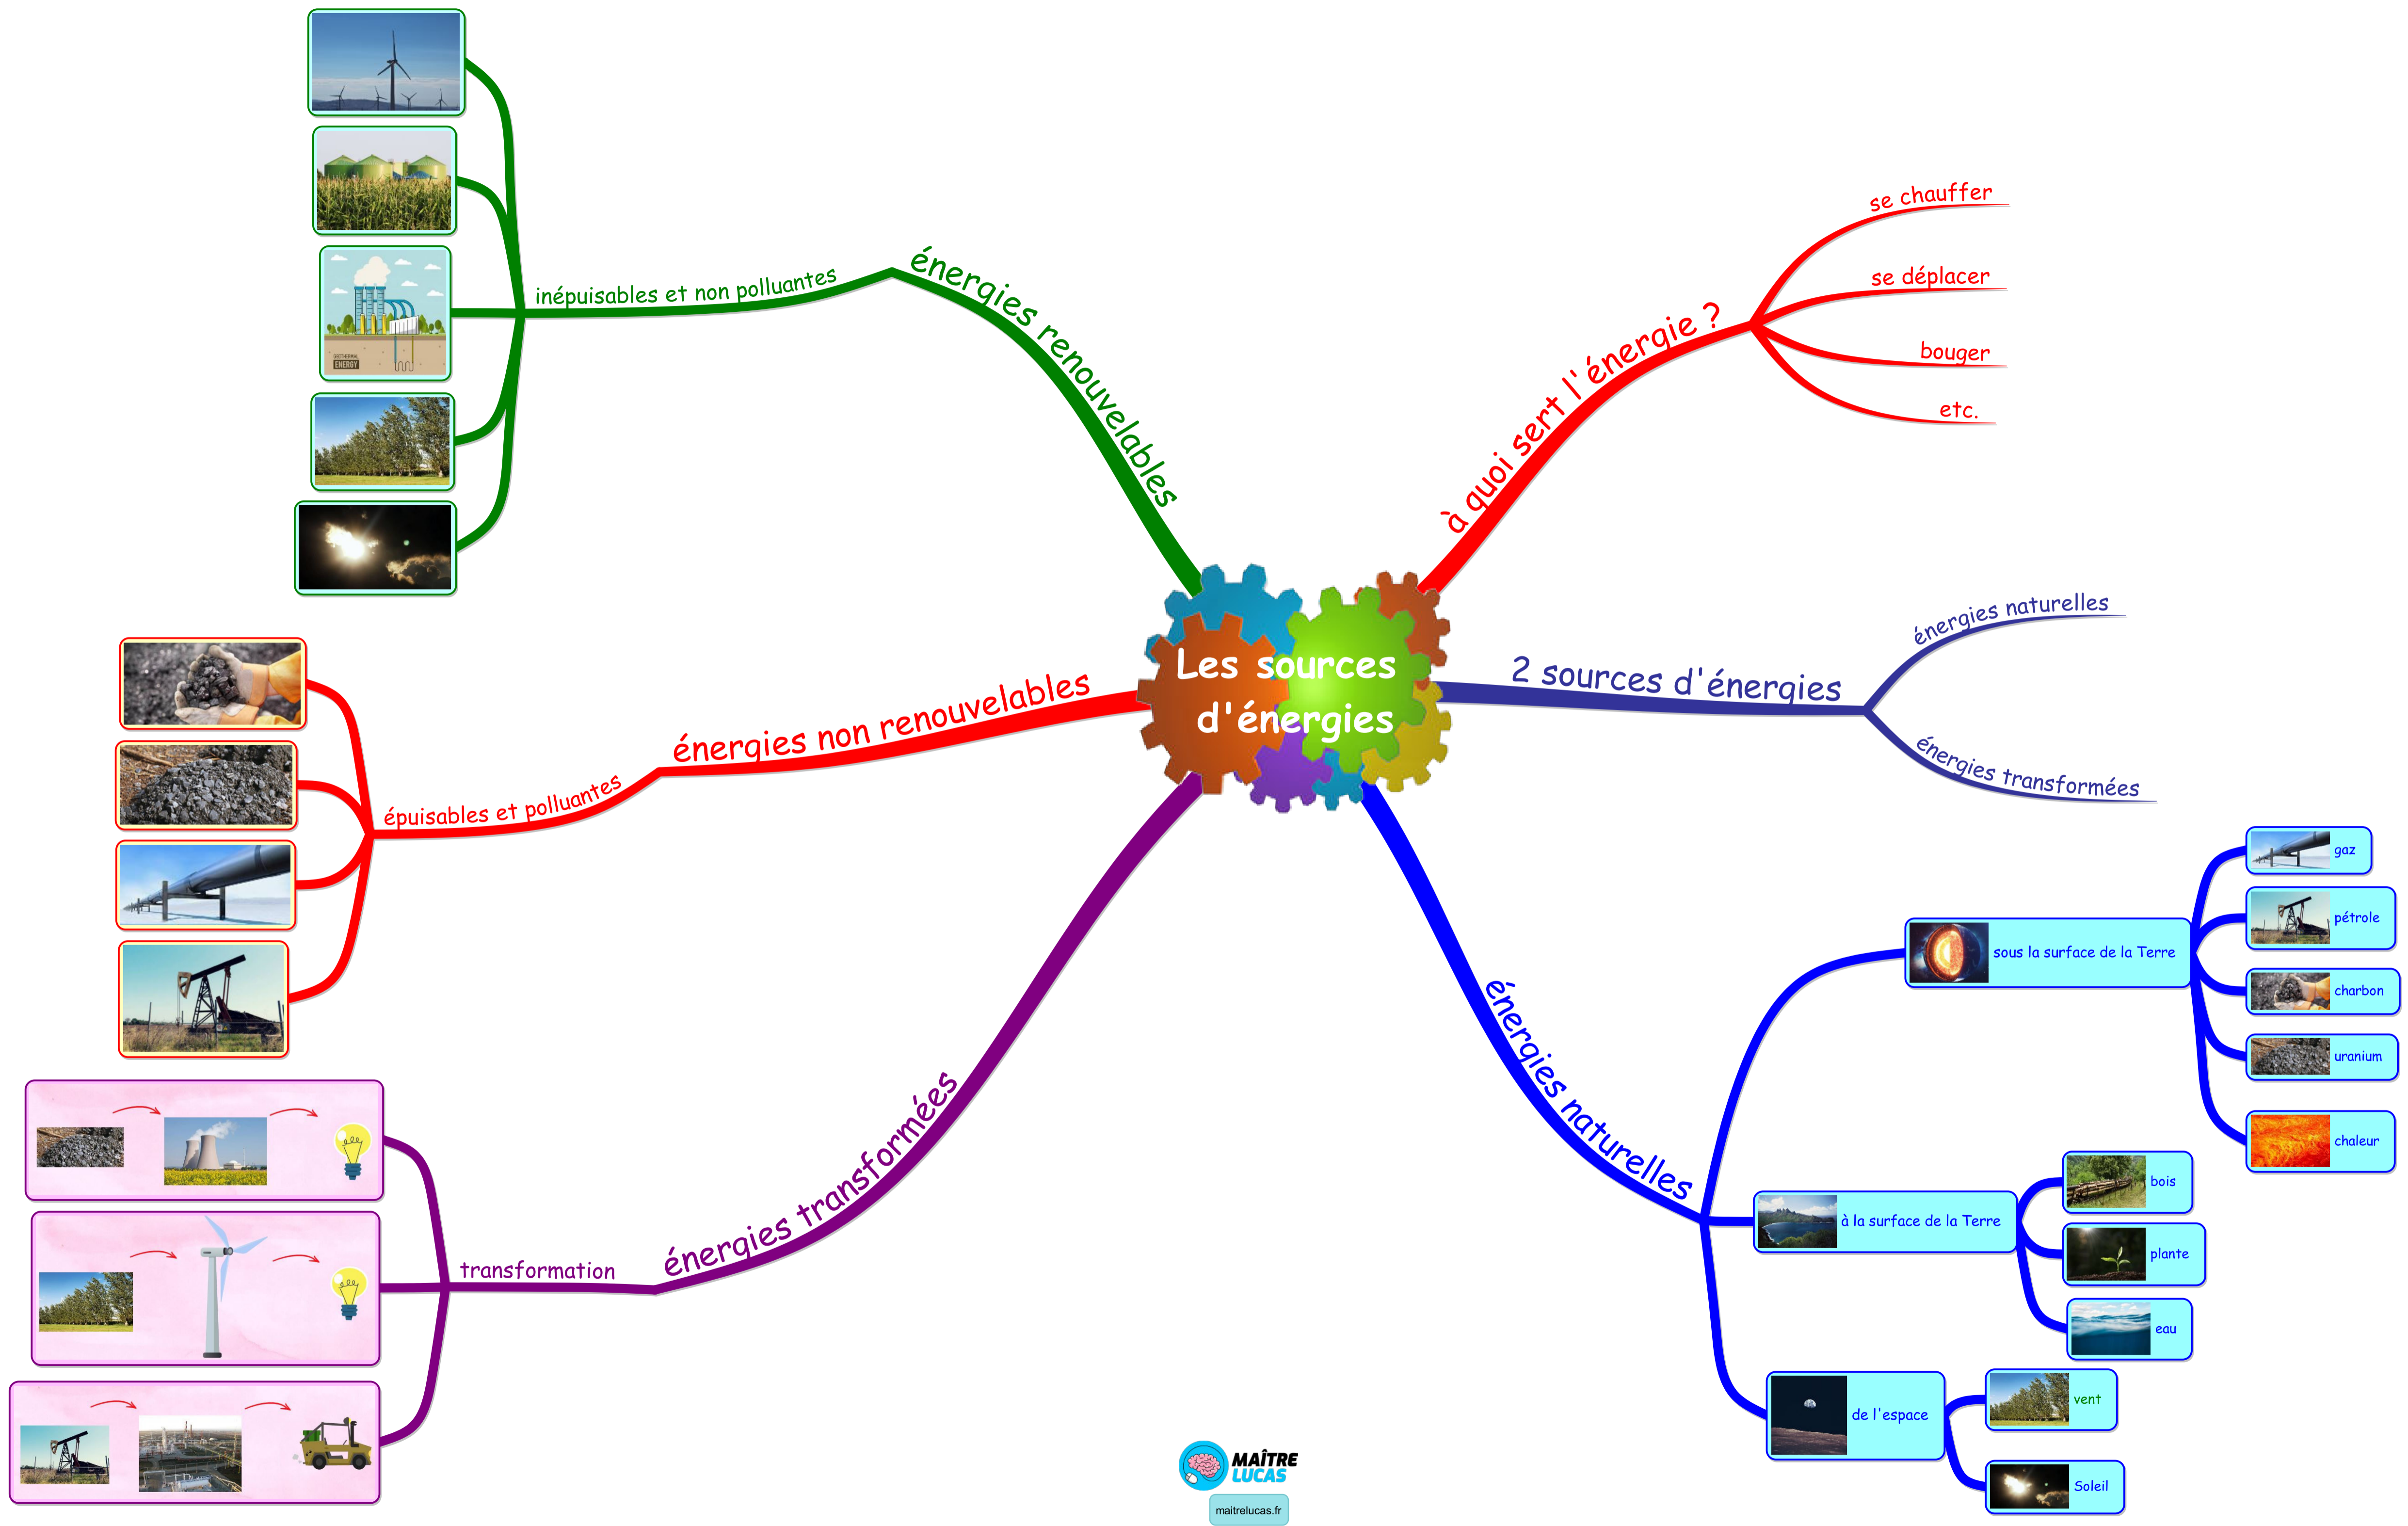 Les sources
d'énergies
à quoi sert l'énergie ?
se chauffer
se déplacer
bouger
etc.
2 sources d'énergies
énergies naturelles
énergies transformées
énergies naturelles
sous la surface de la Terre
gaz
pétrole
charbon
uranium
chaleur
à la surface de la Terre
bois
plante
eau
de l'espace
vent
Soleil
énergies transformées
transformation
énergies non renouvelables
épuisables et polluantes
énergies renouvelables
inépuisables et non polluantes
GEOTHERMAL
ENERGY
MAÎTRE
LUCAS
maitrelucas.fr